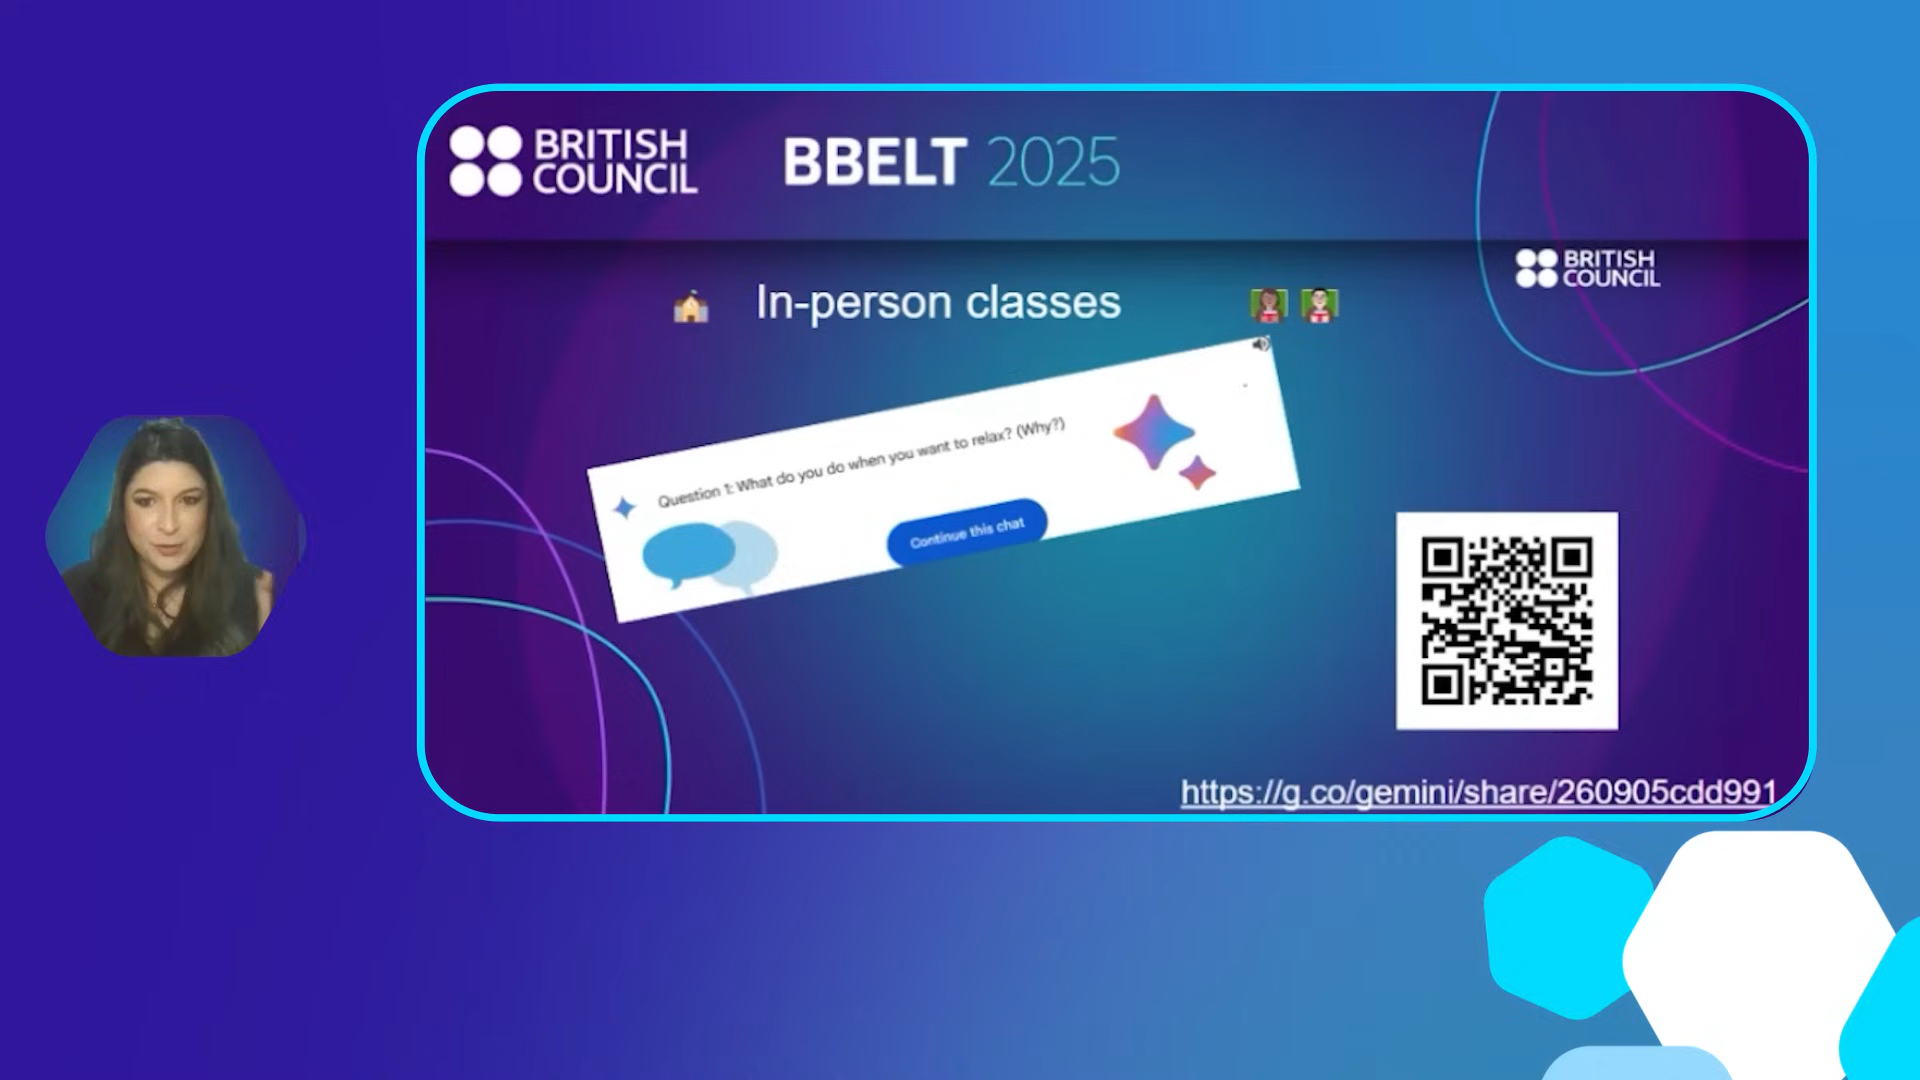 BRITISH
COUNCIL
BBELT 2025
BRITISH
COUNCIL
In-person classes
Question 1: What do you do when you want to relax? (Why?)
Continue this chat
https://g.co/gemini/share/260905cdd991